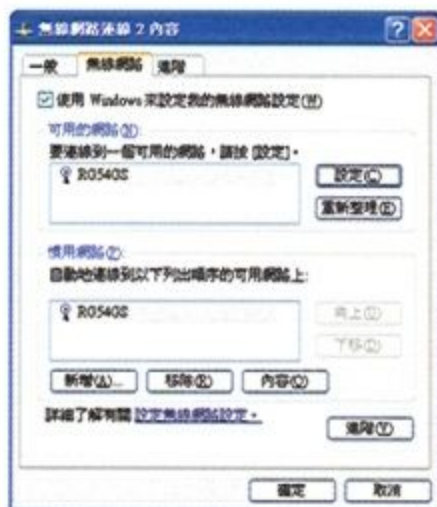 無線網路連線 2 內容
一般 無線網路 進階
使用 Windows 來設定我的無線網路設定(W)
可用的網路(N):
要連線到一個可用的網路，請按 [設定]。
RG54GS
設定(C)
重新整理(E)
慣用網路(P):
自動地連線到以下列出順序的可用網路上:
RG54GS
向上(U)
下移(D)
新增(A)...
移除(R)
內容(O)
詳細了解有關 設定無線網路設定。
進階(V)
確定
取消